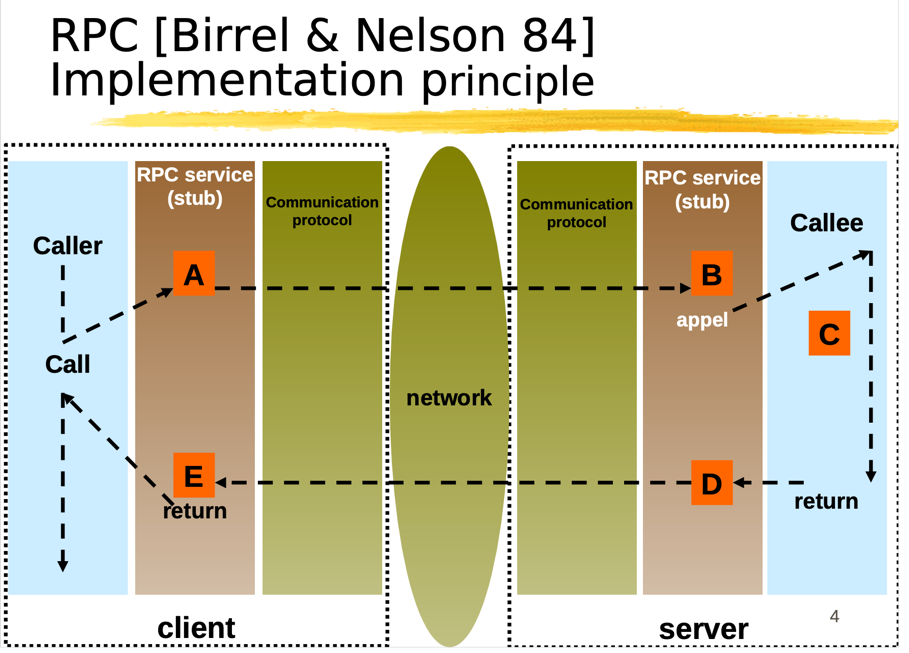 RPC [Birrel & Nelson 84]
Implementation principle
RPC service
(stub)
Communication
protocol
Caller
A
Call
E
return
client
network
Communication
protocol
RPC service
(stub)
Callee
B
appel
C
D
return
server
4